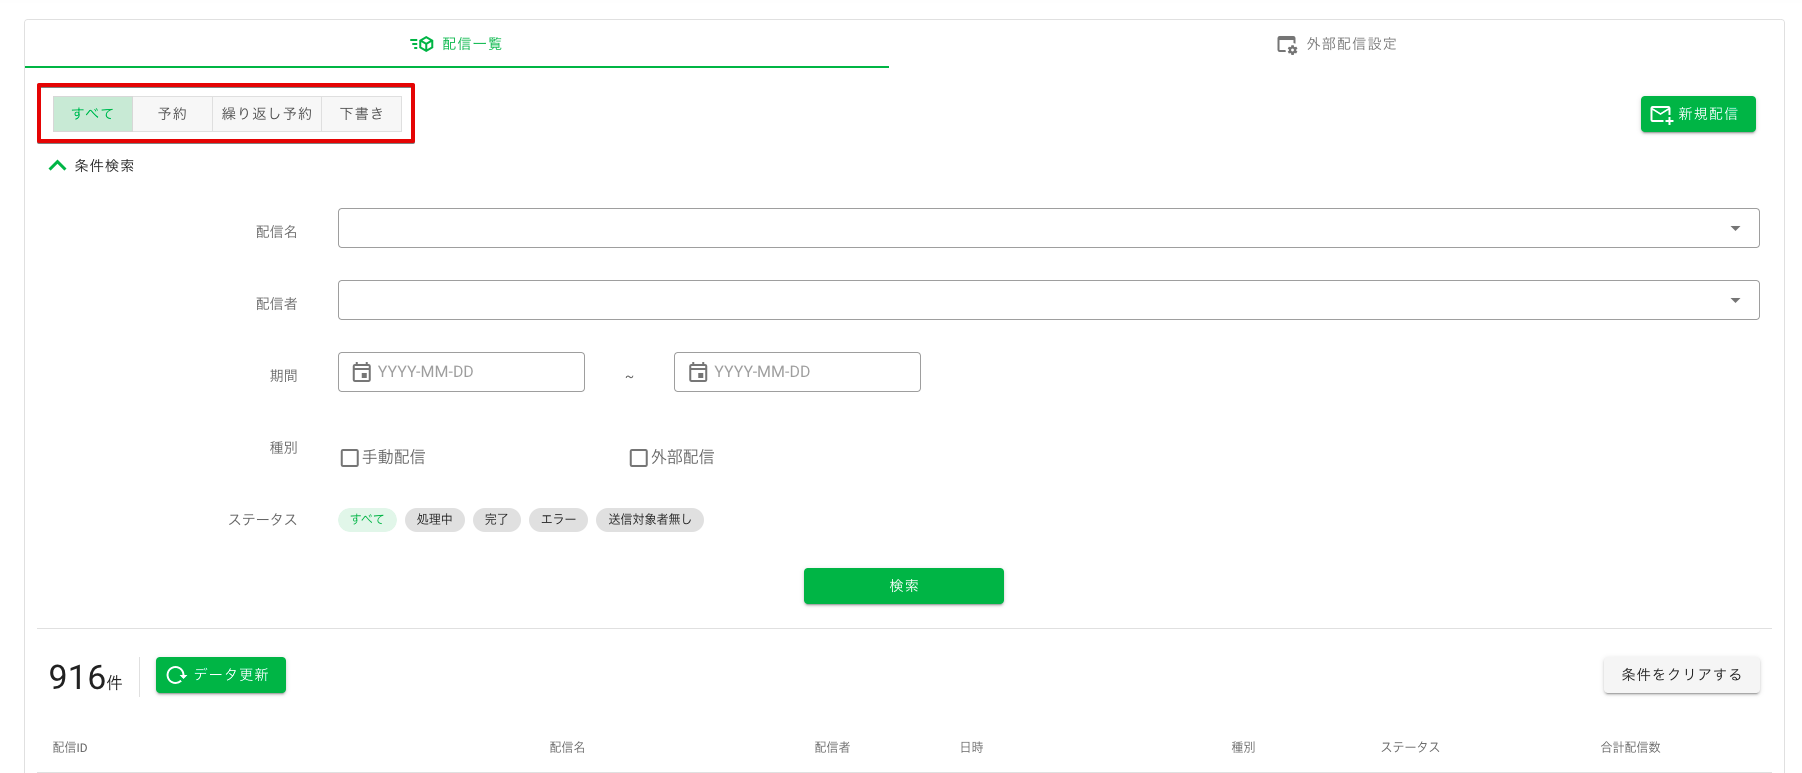 配信一覧
外部配信設定
すべて 予約 繰り返し予約 下書き
新規配信
条件検索
配信名
配信者
期間 YYYY-MM-DD ~ YYYY-MM-DD
種別 手動配信 外部配信
ステータス すべて 処理中 完了 エラー 送信対象者無し
検索
916件 データ更新 条件をクリアする
配信ID 配信名 配信者 日時 種別 ステータス 合計配信数